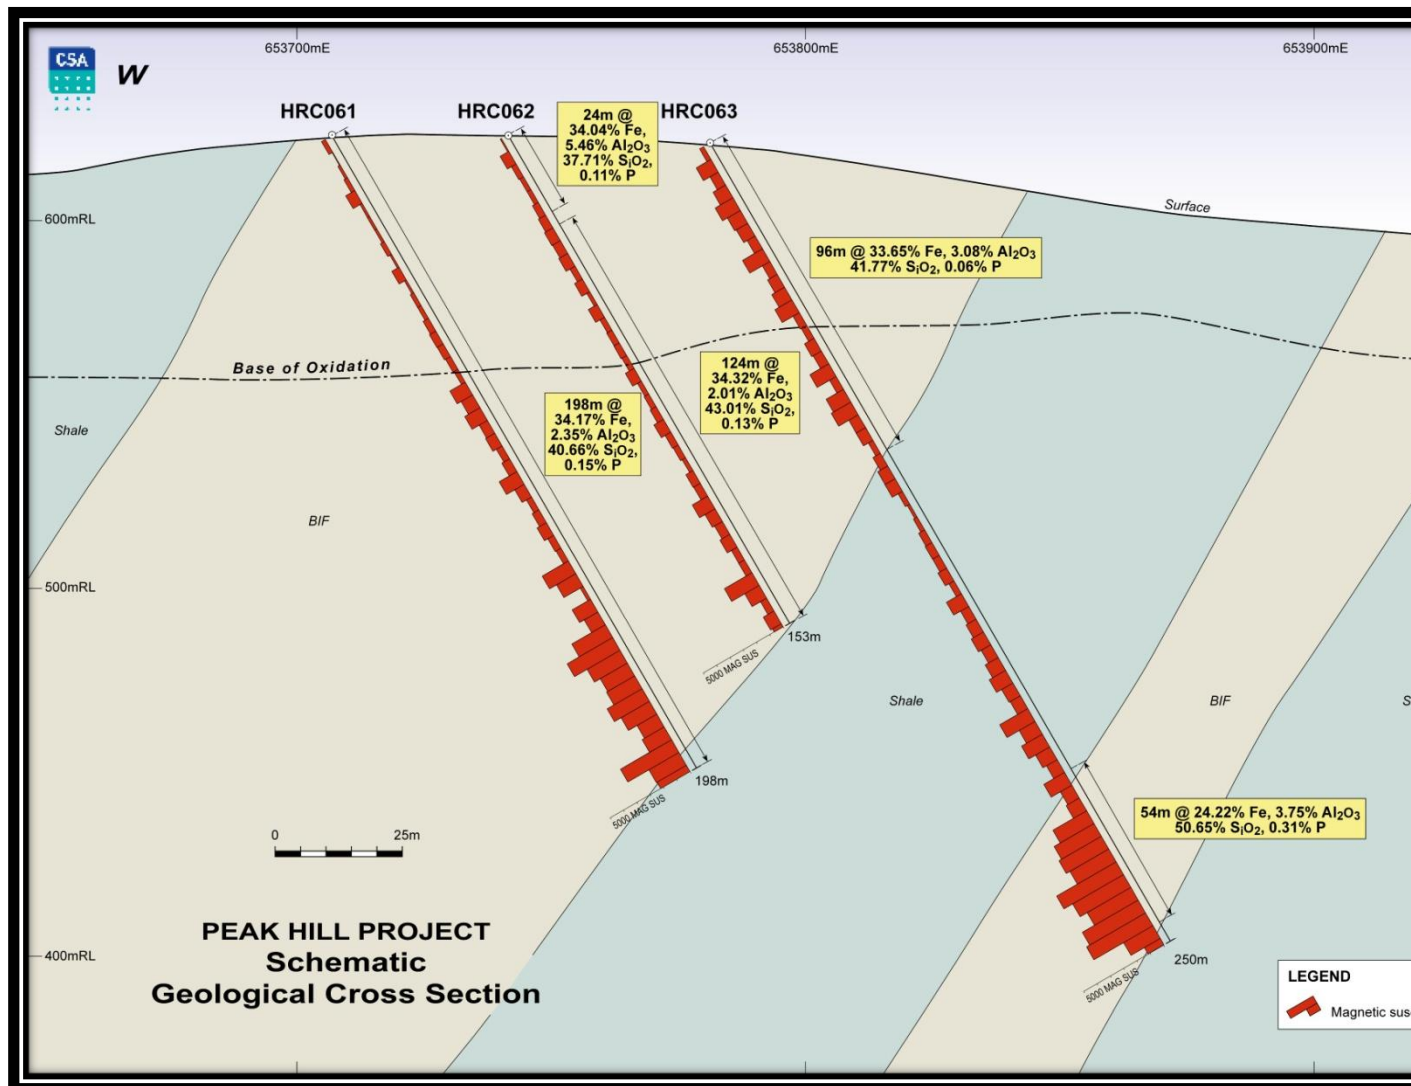 653700mE
653800mE
653900mE
CSA
W
HRC061
HRC062
HRC063
24m @
34.04% Fe,
5.46% Al₂O₃
37.71% SᵢO₂,
0.11% P
Surface
600mRL
96m @ 33.65% Fe, 3.08% Al₂O₃
41.77% SᵢO₂, 0.06% P
Base of Oxidation
124m @
34.32% Fe,
2.01% Al₂O₃
43.01% SᵢO₂,
0.13% P
198m @
34.17% Fe,
2.35% Al₂O₃
40.66% SᵢO₂,
0.15% P
Shale
BIF
500mRL
153m
5000 MAG SUS
Shale
BIF
S
198m
5000 MAG SUS
0
25m
54m @ 24.22% Fe, 3.75% Al₂O₃
50.65% SᵢO₂, 0.31% P
PEAK HILL PROJECT
Schematic
Geological Cross Section
400mRL
250m
5000 MAG SUS
LEGEND
Magnetic susc